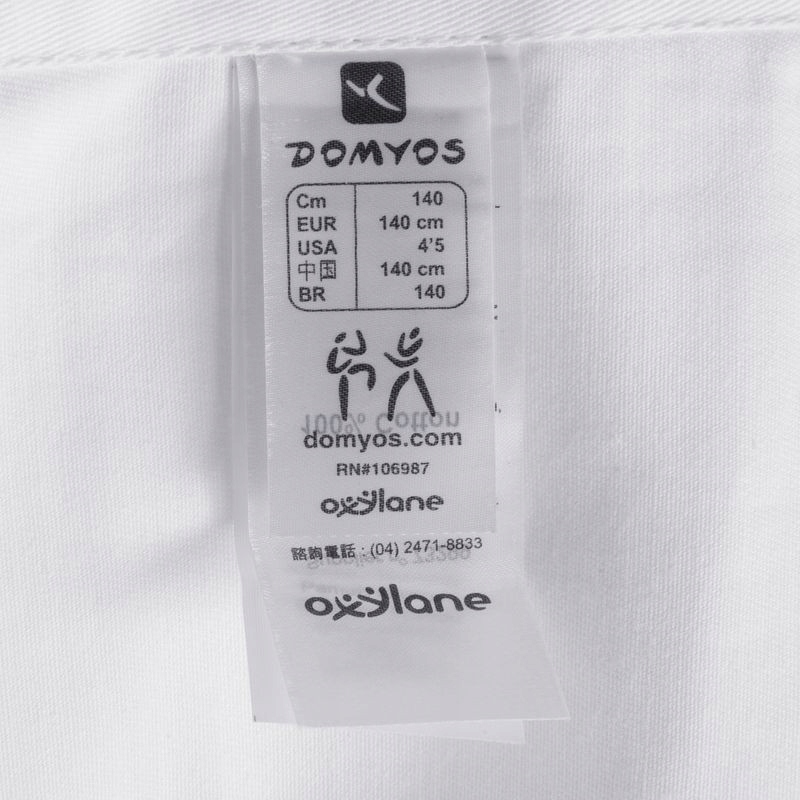 DOMYOS
Cm 140
EUR 140 cm
USA 4'5
中国 140 cm
BR 140
100% Cotton
domyos.com
RN#106987
oxylane
諮詢電話 : (04) 2471-8833
oxylane